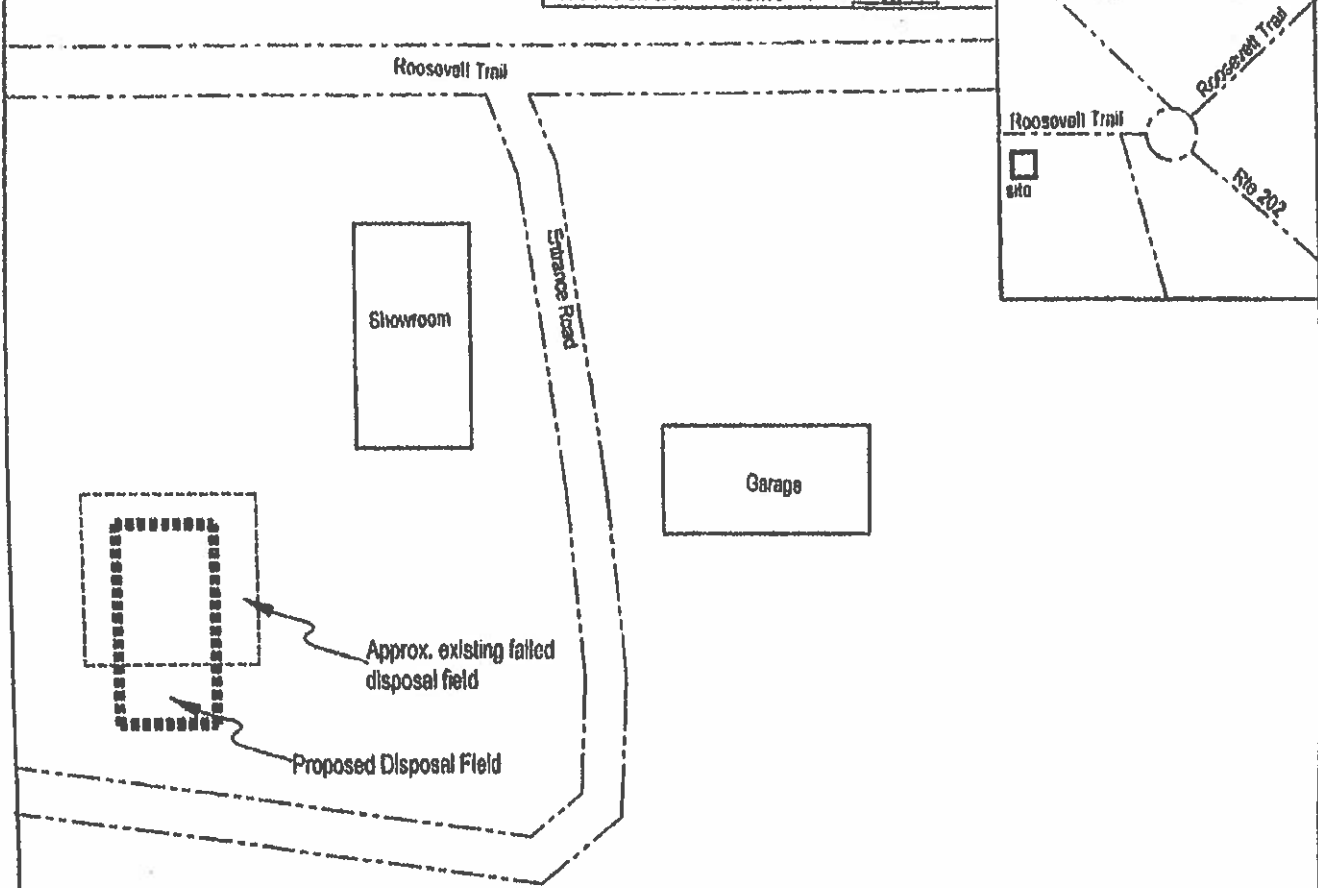 Roosevelt Trail
Roosevelt Trail
Roosevelt Trail
site
Rte 202
Entrance Road
Showroom
Garage
Approx. existing failed
disposal field
Proposed Disposal Field